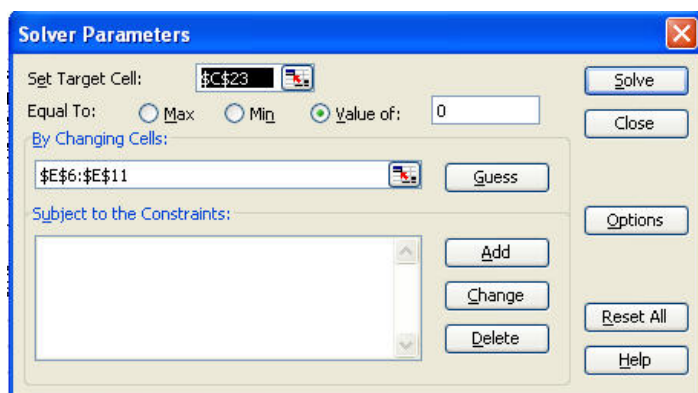 Solver Parameters
Set Target Cell: $C$23 Solve
Equal To: Max Min Value of: 0 Close
By Changing Cells:
$E$6:$E$11 Guess
Subject to the Constraints: Options
Add
Change
Delete Reset All
Help